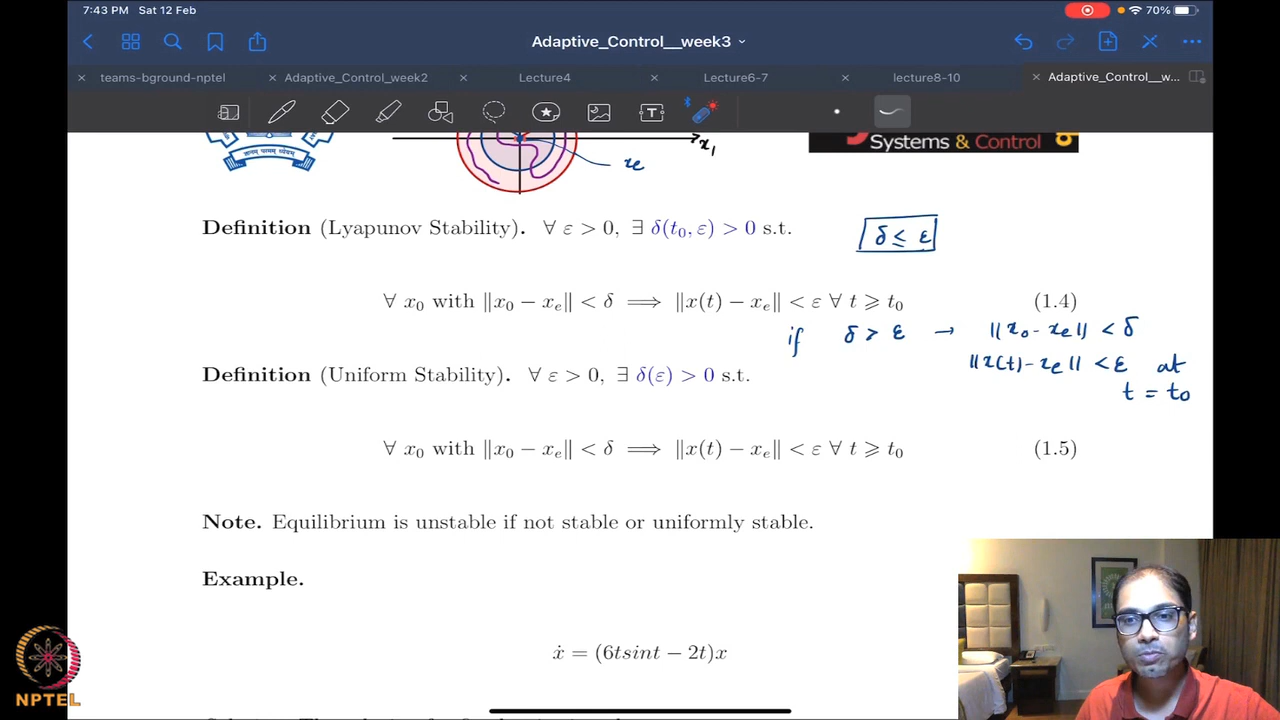 7:43 PM Sat 12 Feb
70%
Adaptive_Control__week3
teams-bground-nptel
Adaptive_Control_week2
Lecture4
Lecture6-7
lecture8-10
Adaptive_Control__w...
T
x₁
Systems & Control
xe
Definition (Lyapunov Stability). ∀ ε > 0, ∃ δ(t₀, ε) > 0 s.t.
δ ≤ ε
∀ x₀ with ∥x₀ − xₑ∥ < δ ⟹ ∥x(t) − xₑ∥ < ε ∀ t ⩾ t₀ (1.4)
if δ > ε → ||x₀ - xe|| < δ
||x(t) - xe|| < ε at
t = t₀
Definition (Uniform Stability). ∀ ε > 0, ∃ δ(ε) > 0 s.t.
∀ x₀ with ∥x₀ − xₑ∥ < δ ⟹ ∥x(t) − xₑ∥ < ε ∀ t ⩾ t₀ (1.5)
Note. Equilibrium is unstable if not stable or uniformly stable.
Example.
ẋ = (6tsint − 2t)x
NPTEL